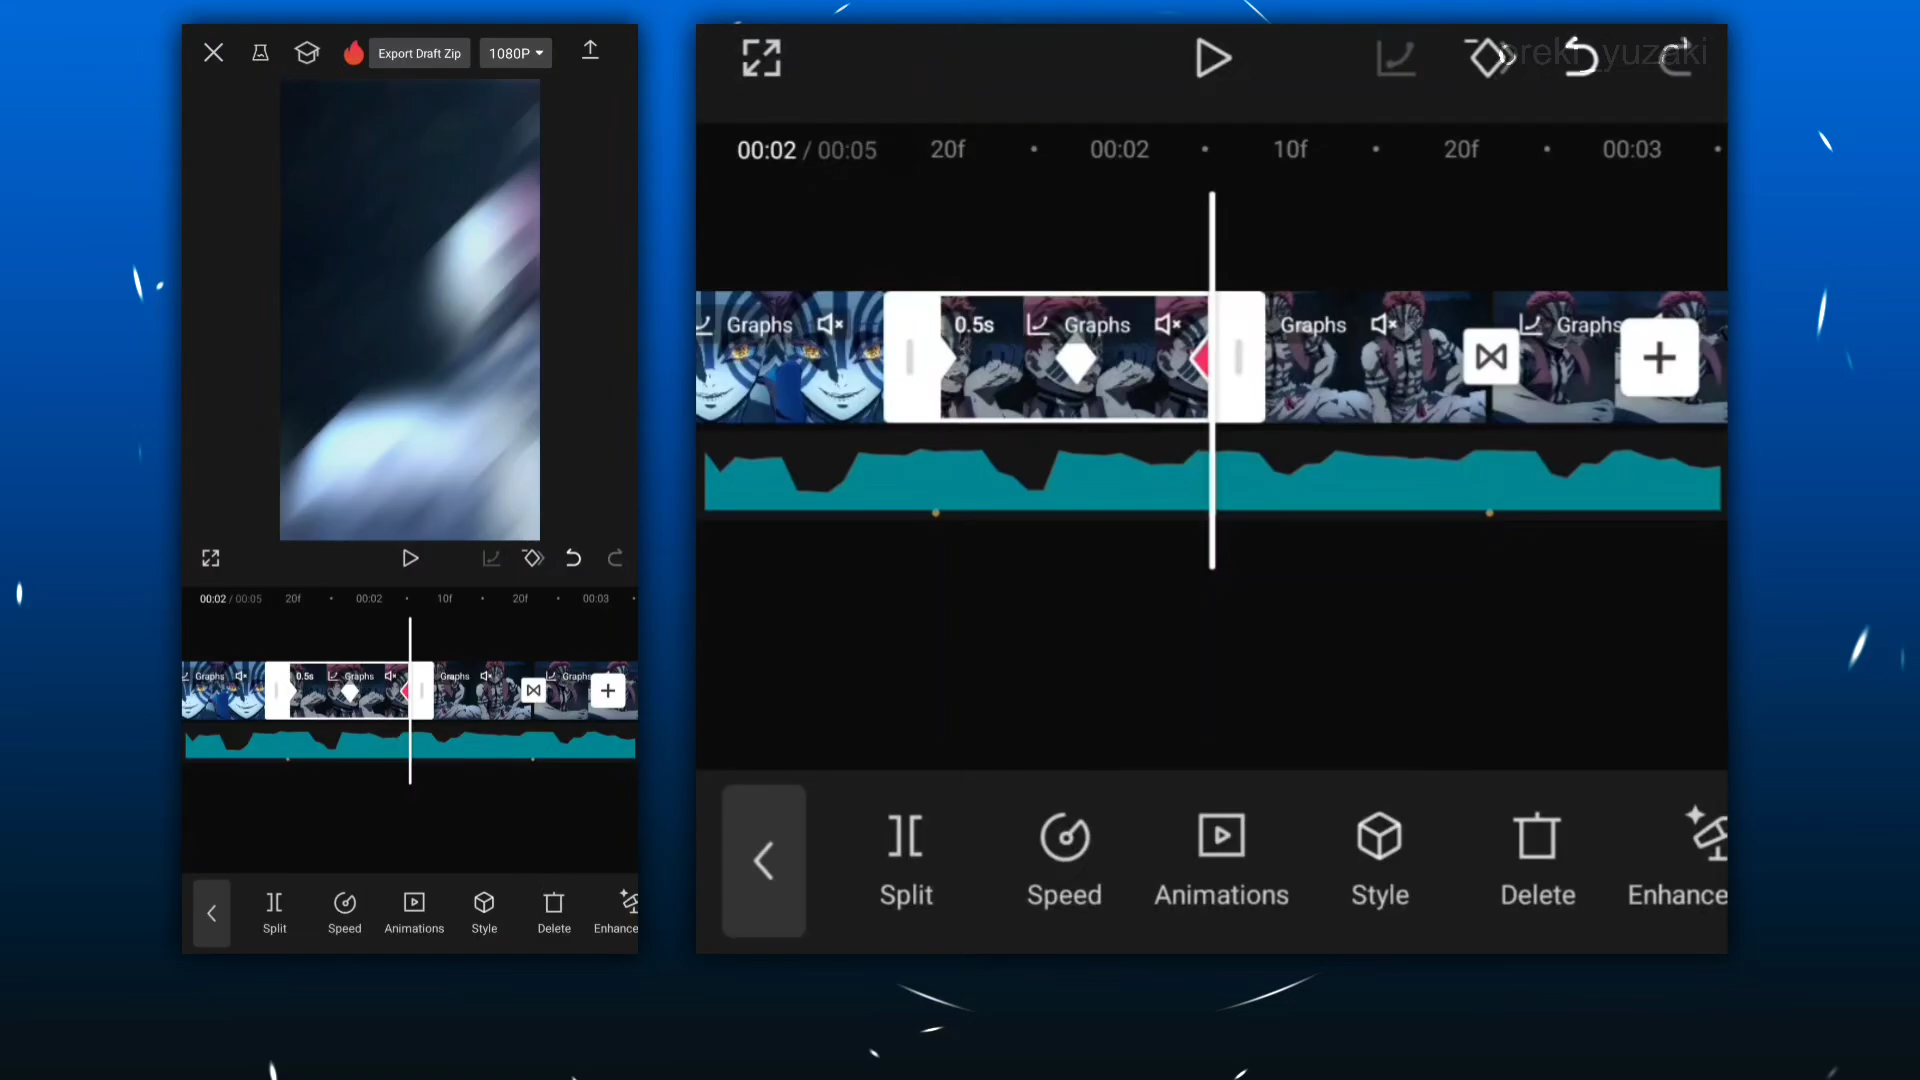 Export Draft Zip
1080P
00:02 / 00:05
20f
00:02
10f
20f
00:03
Graphs
0.5s
Graphs
Graphs
Graphs
Split
Speed
Animations
Style
Delete
Enhance
preki_yuzaki
00:02 / 00:05
20f
00:02
10f
20f
00:03
Graphs
0.5s
Graphs
Graphs
Graphs
Split
Speed
Animations
Style
Delete
Enhance